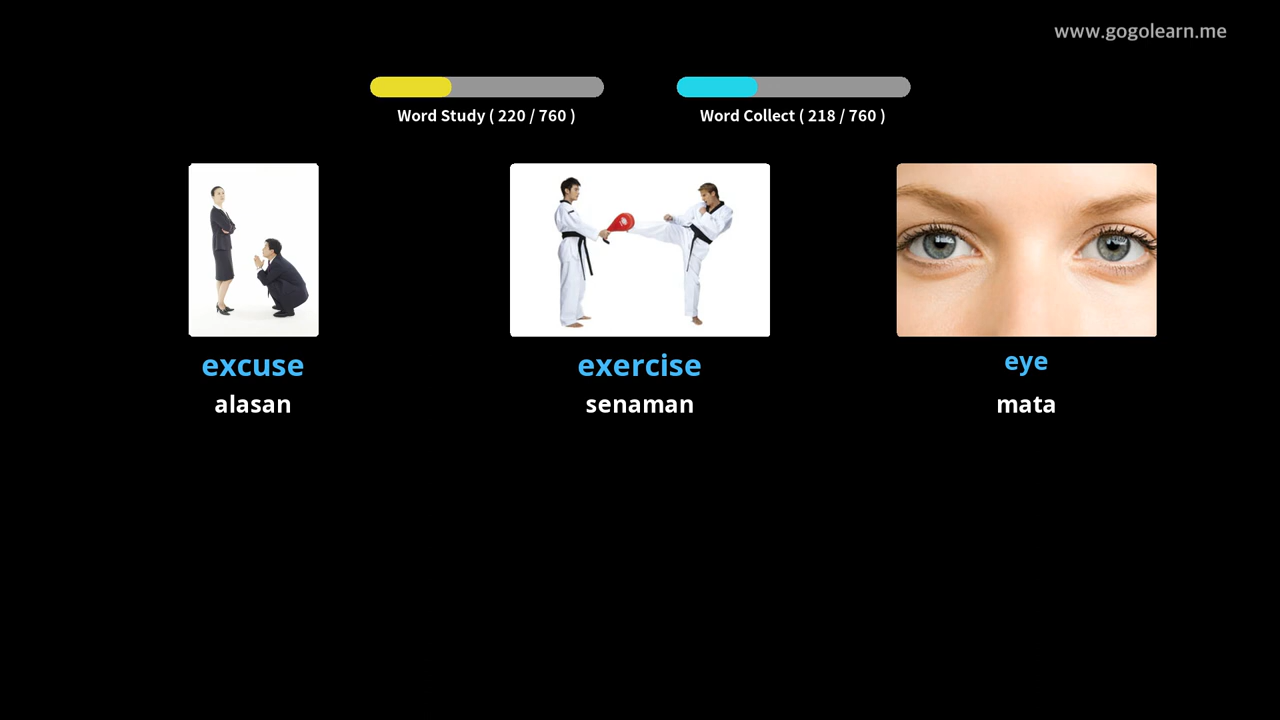 www.gogolearn.me
Word Study ( 220 / 760 )
Word Collect ( 218 / 760 )
excuse
alasan
exercise
senaman
eye
mata